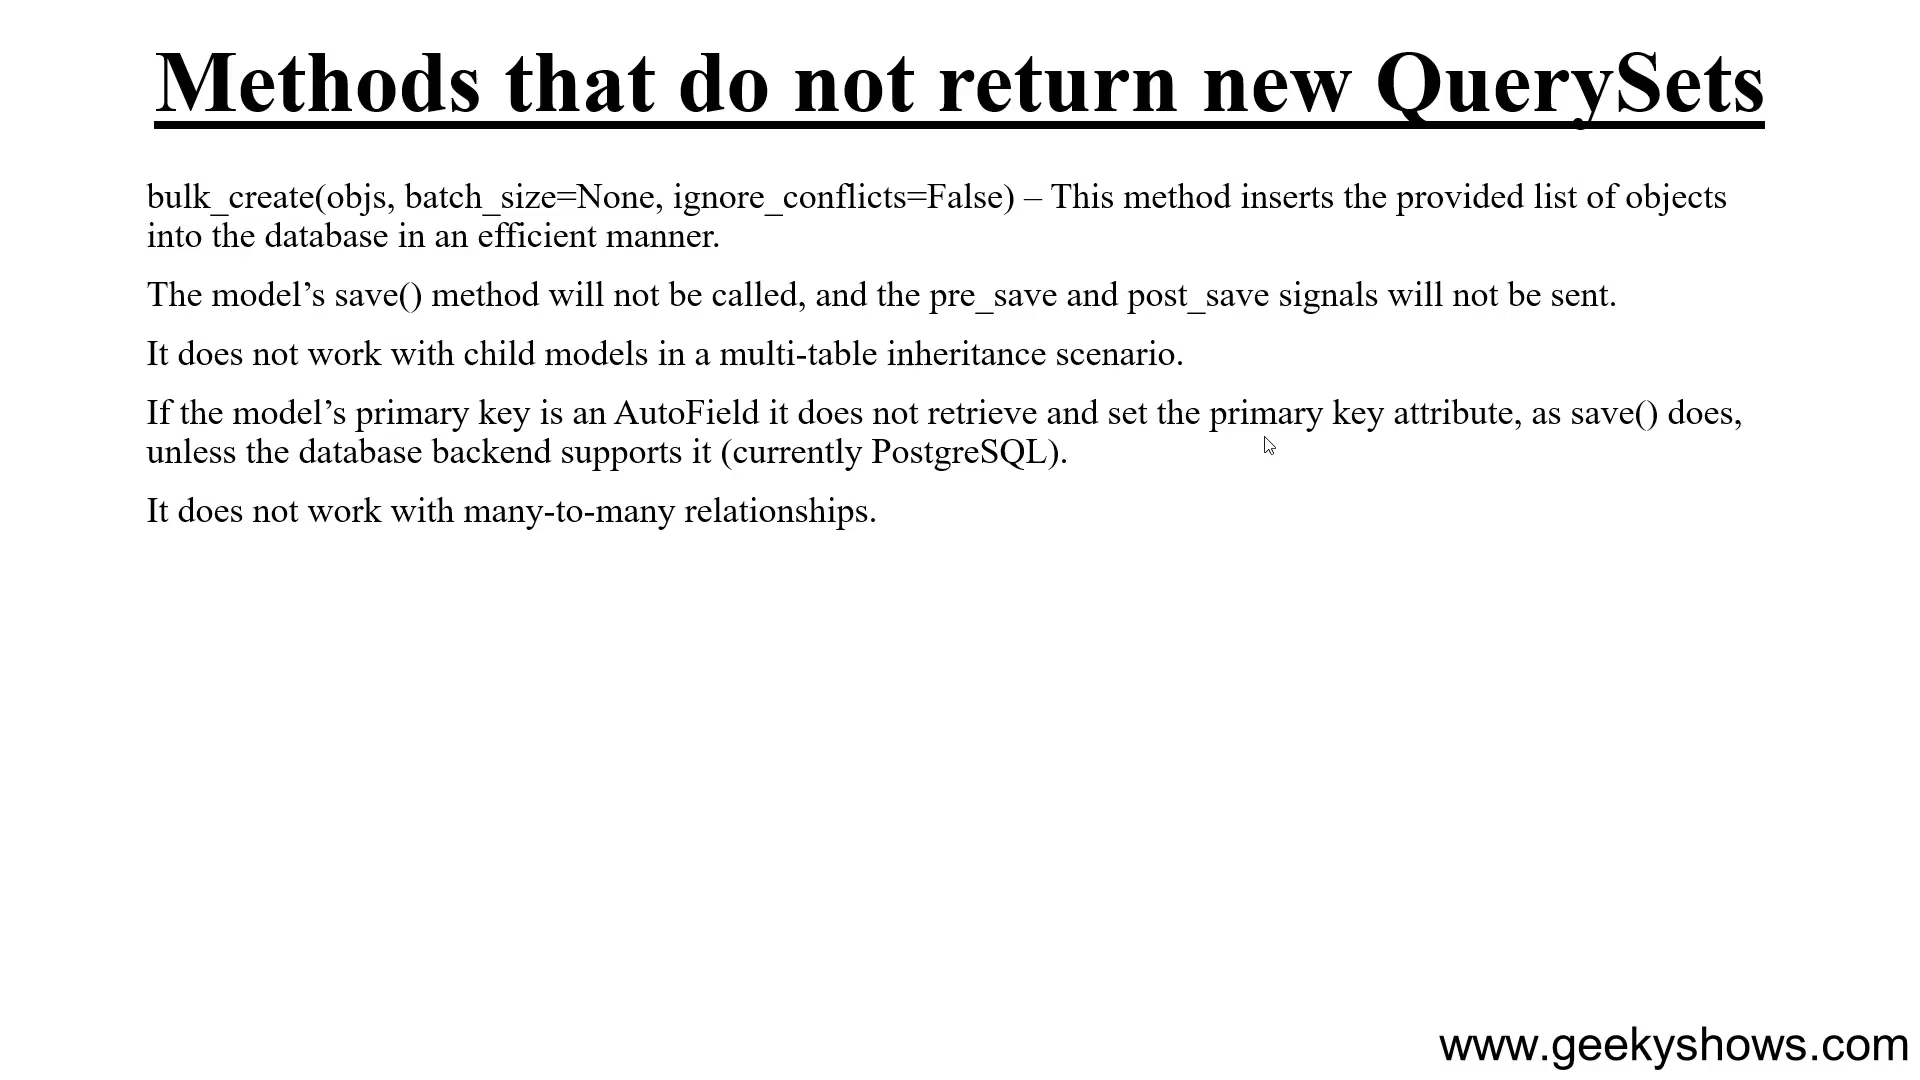 Methods that do not return new QuerySets
bulk_create(objs, batch_size=None, ignore_conflicts=False) – This method inserts the provided list of objects
into the database in an efficient manner.
The model’s save() method will not be called, and the pre_save and post_save signals will not be sent.
It does not work with child models in a multi-table inheritance scenario.
If the model’s primary key is an AutoField it does not retrieve and set the primary key attribute, as save() does,
unless the database backend supports it (currently PostgreSQL).
It does not work with many-to-many relationships.
www.geekyshows.com